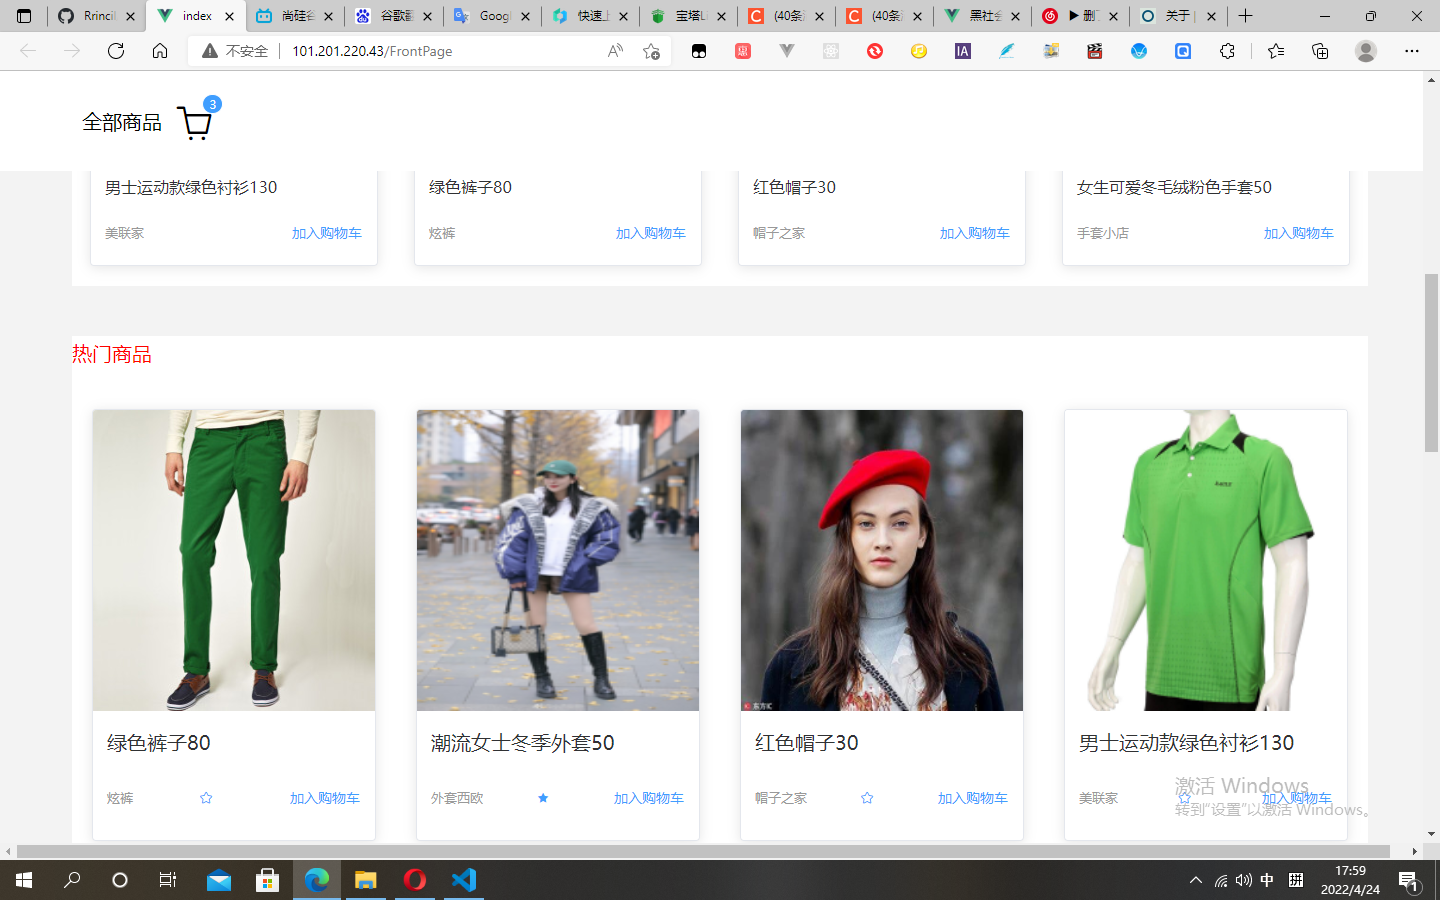 Rrincil
index
尚硅谷
谷歌翻
Googl
快速上
宝塔Li
(40条消
(40条消
黑社会
▶ 删了
关于 |
不安全
101.201.220.43/FrontPage
全部商品
3
男士运动款绿色衬衫130
绿色裤子80
红色帽子30
女生可爱冬毛绒粉色手套50
美联家
加入购物车
炫裤
加入购物车
帽子之家
加入购物车
手套小店
加入购物车
热门商品
绿色裤子80
潮流女士冬季外套50
红色帽子30
男士运动款绿色衬衫130
炫裤
加入购物车
外套西欧
加入购物车
帽子之家
加入购物车
美联家
加入购物车
激活 Windows
转到"设置"以激活 Windows。
中
拼
17:59
2022/4/24
1